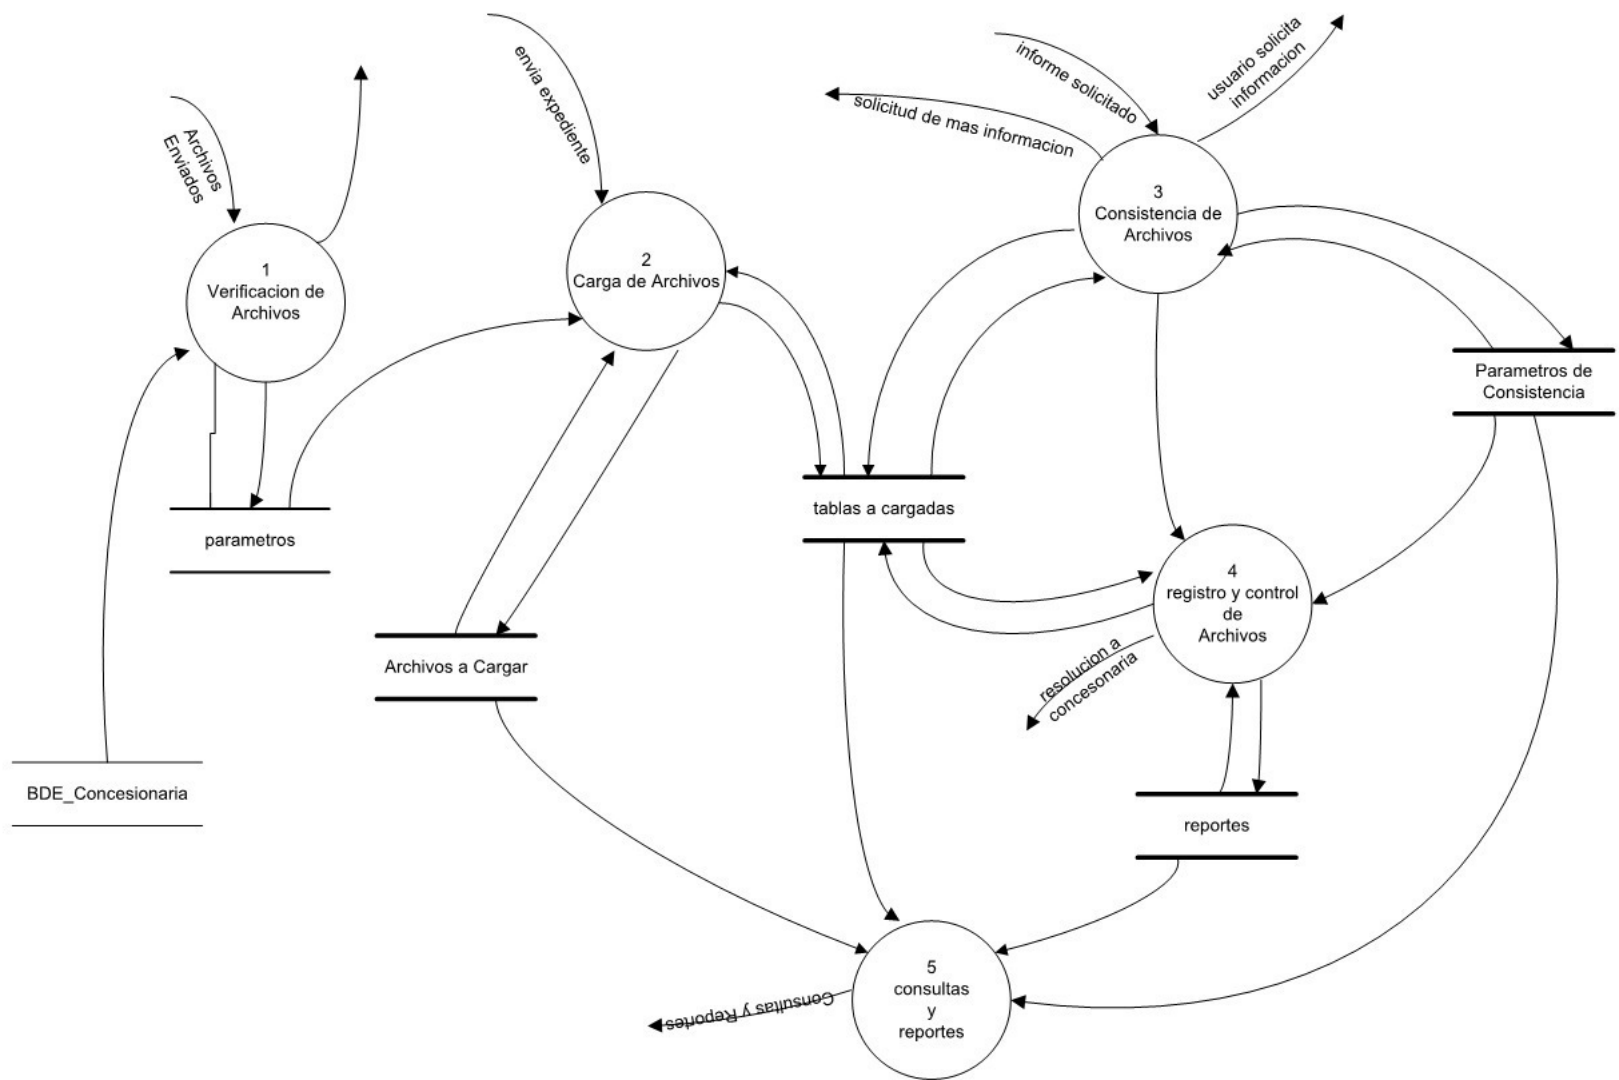 Archivos
Enviados
1
Verificacion de
Archivos
parametros
BDE_Concesionaria
envia expediente
2
Carga de Archivos
Archivos a Cargar
tablas a cargadas
solicitud de mas informacion
informe solicitado
usuario solicita
informacion
3
Consistencia de
Archivos
Parametros de
Consistencia
4
registro y control
de
Archivos
resolucion a
concesonaria
reportes
5
consultas
y
reportes
Consultas y Reportes